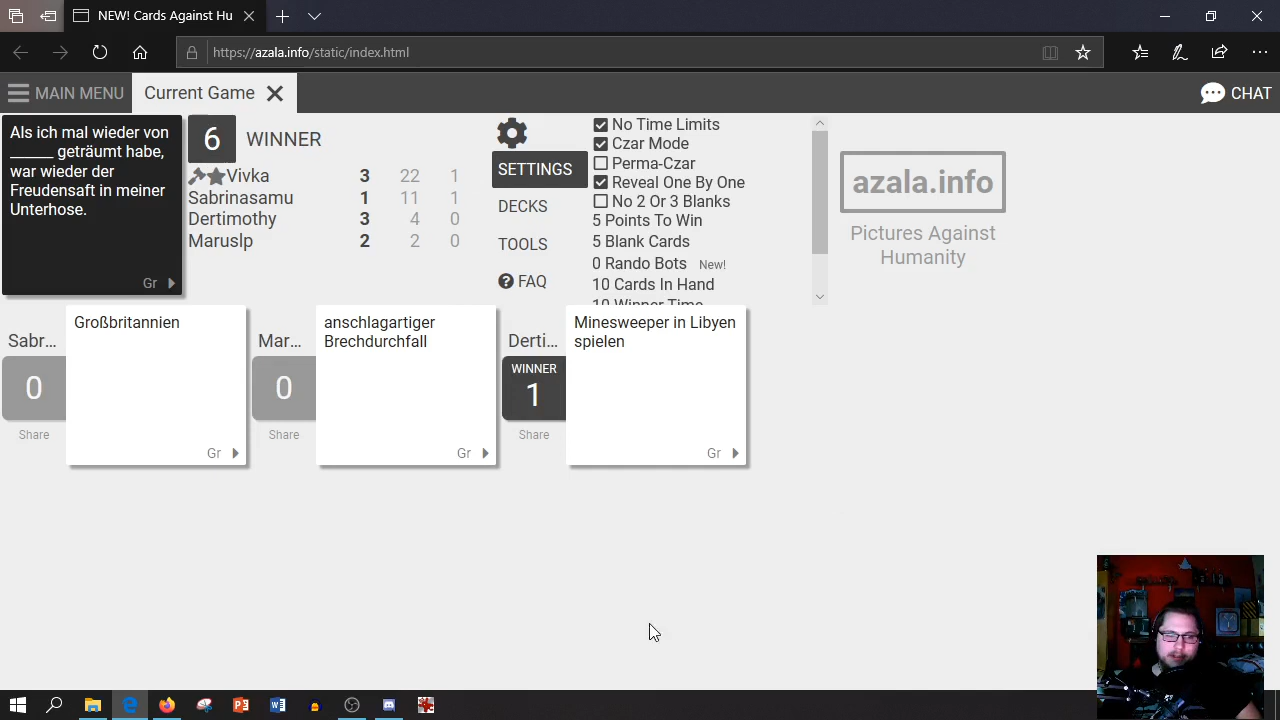 NEW! Cards Against Hu
https://azala.info/static/index.html
MAIN MENU
Current Game
CHAT
Als ich mal wieder von
______ geträumt habe,
war wieder der
Freudensaft in meiner
Unterhose.
Gr
6 WINNER
Vivka 3 22 1
Sabrinasamu 1 11 1
Dertimothy 3 4 0
Maruslp 2 2 0
SETTINGS
DECKS
TOOLS
FAQ
No Time Limits
Czar Mode
Perma-Czar
Reveal One By One
No 2 Or 3 Blanks
5 Points To Win
5 Blank Cards
0 Rando Bots New!
10 Cards In Hand
10 Winner Time
azala.info
Pictures Against
Humanity
Sabr...
0
Share
Großbritannien
Gr
Mar...
0
Share
anschlagartiger
Brechdurchfall
Gr
Derti...
WINNER
1
Share
Minesweeper in Libyen
spielen
Gr